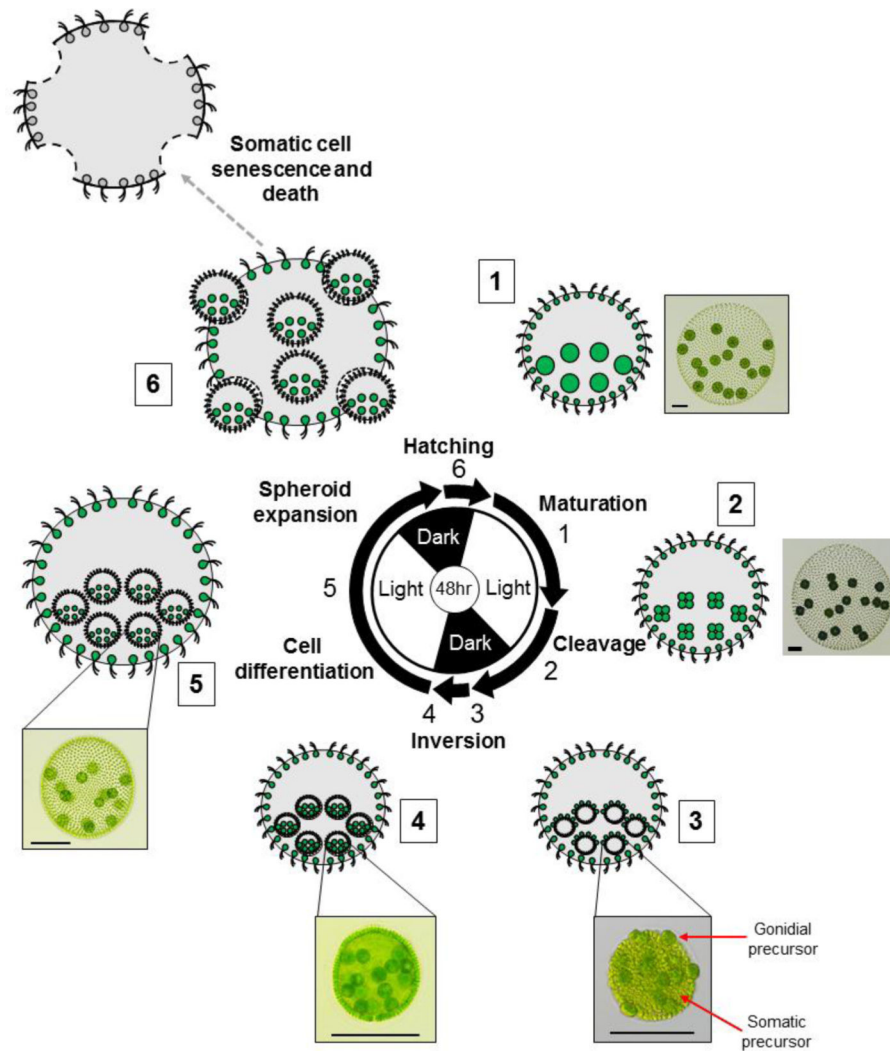 Somatic cell
senescence and
death
1
6
Hatching
6
Spheroid
expansion
Maturation
1
2
Dark
5
Light
48hr
Light
Dark
Cell
differentiation
Cleavage
2
5
4
3
Inversion
4
3
Gonidial
precursor
Somatic
precursor